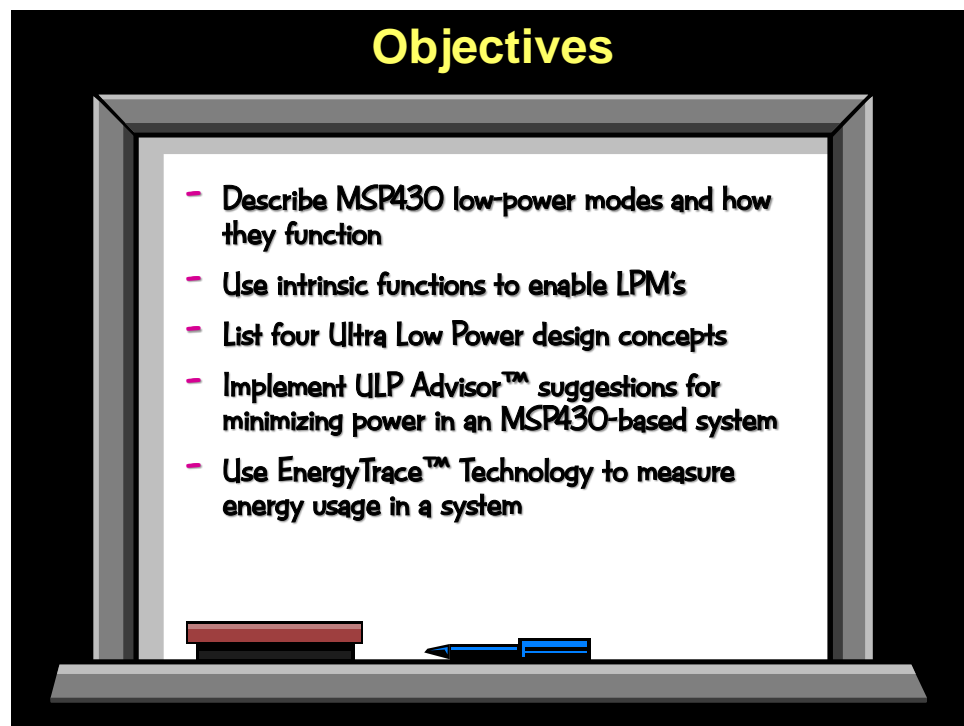 Objectives
- Describe MSP430 low-power modes and how
they function
- Use intrinsic functions to enable LPM's
- List four Ultra Low Power design concepts
- Implement ULP Advisor™ suggestions for
minimizing power in an MSP430-based system
- Use EnergyTrace™ Technology to measure
energy usage in a system